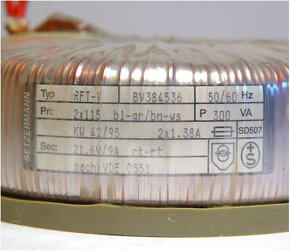 Typ RFT-V BV384536 50/60 Hz
Pri: 2x115 bl-gr/bn-ws P 300 VA
KW 42/95 2x1.38A SD507
Sec: 21.6V/9A rt-rt
nach VDE 0551
SETZERMANN